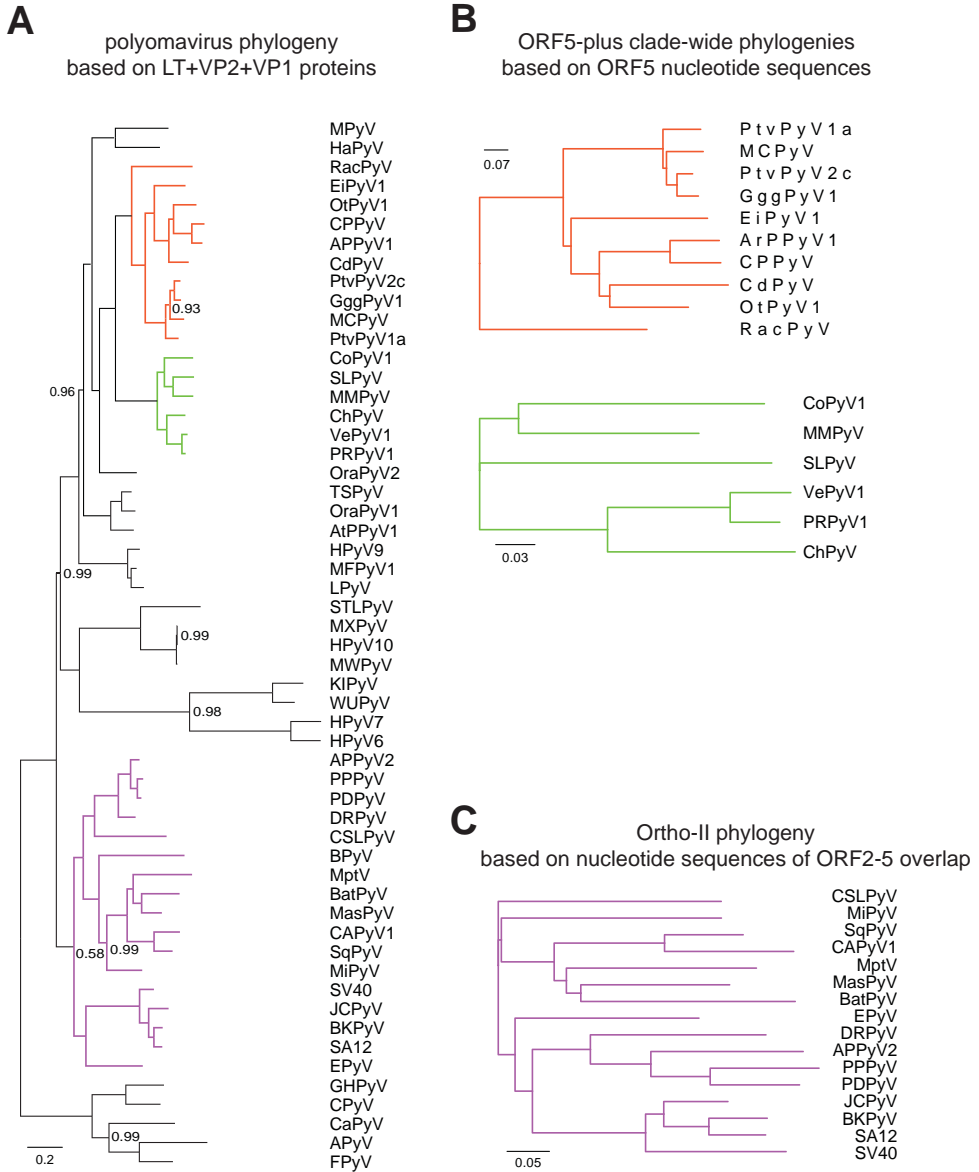 A
polyomavirus phylogeny
based on LT+VP2+VP1 proteins
MPyV
HaPyV
RacPyV
EiPyV1
OtPyV1
CPPyV
APPyV1
CdPyV
PtvPyV2c
GggPyV1
0.93
MCPyV
PtvPyV1a
CoPyV1
SLPyV
0.96
MMPyV
ChPyV
VePyV1
PRPyV1
OraPyV2
TSPyV
OraPyV1
AtPPyV1
HPyV9
MFPyV1
0.99
LPyV
STLPyV
MXPyV
0.99
HPyV10
MWPyV
KIPyV
WUPyV
0.98
HPyV7
HPyV6
APPyV2
PPPyV
PDPyV
DRPyV
CSLPyV
BPyV
MptV
BatPyV
MasPyV
CAPyV1
0.58
0.99
SqPyV
MiPyV
SV40
JCPyV
BKPyV
SA12
EPyV
GHPyV
CPyV
CaPyV
0.99
APyV
FPyV
0.2
B
ORF5-plus clade-wide phylogenies
based on ORF5 nucleotide sequences
0.07
PtvPyV1a
MCPyV
PtvPyV2c
GggPyV1
EiPyV1
ArPPyV1
CPPyV
CdPyV
OtPyV1
RacPyV
CoPyV1
MMPyV
SLPyV
VePyV1
PRPyV1
ChPyV
0.03
C
Ortho-II phylogeny
based on nucleotide sequences of ORF2-5 overlap
CSLPyV
MiPyV
SqPyV
CAPyV1
MptV
MasPyV
BatPyV
EPyV
DRPyV
APPyV2
PPPyV
PDPyV
JCPyV
BKPyV
SA12
SV40
0.05